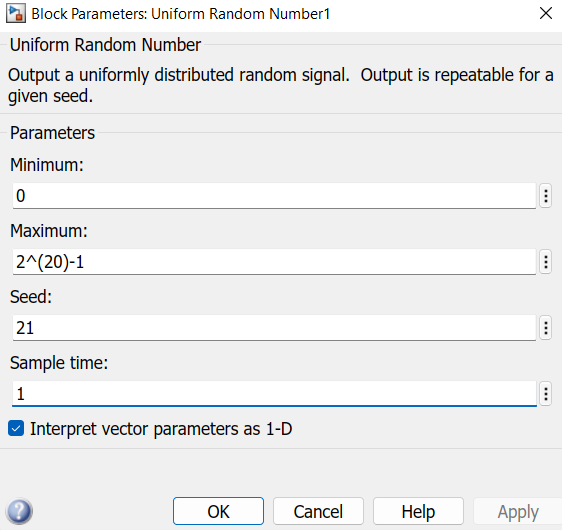 Block Parameters: Uniform Random Number1
Uniform Random Number
Output a uniformly distributed random signal.  Output is repeatable for a
given seed.
Parameters
Minimum:
0
Maximum:
2^(20)-1
Seed:
21
Sample time:
1
Interpret vector parameters as 1-D
? OK Cancel Help Apply